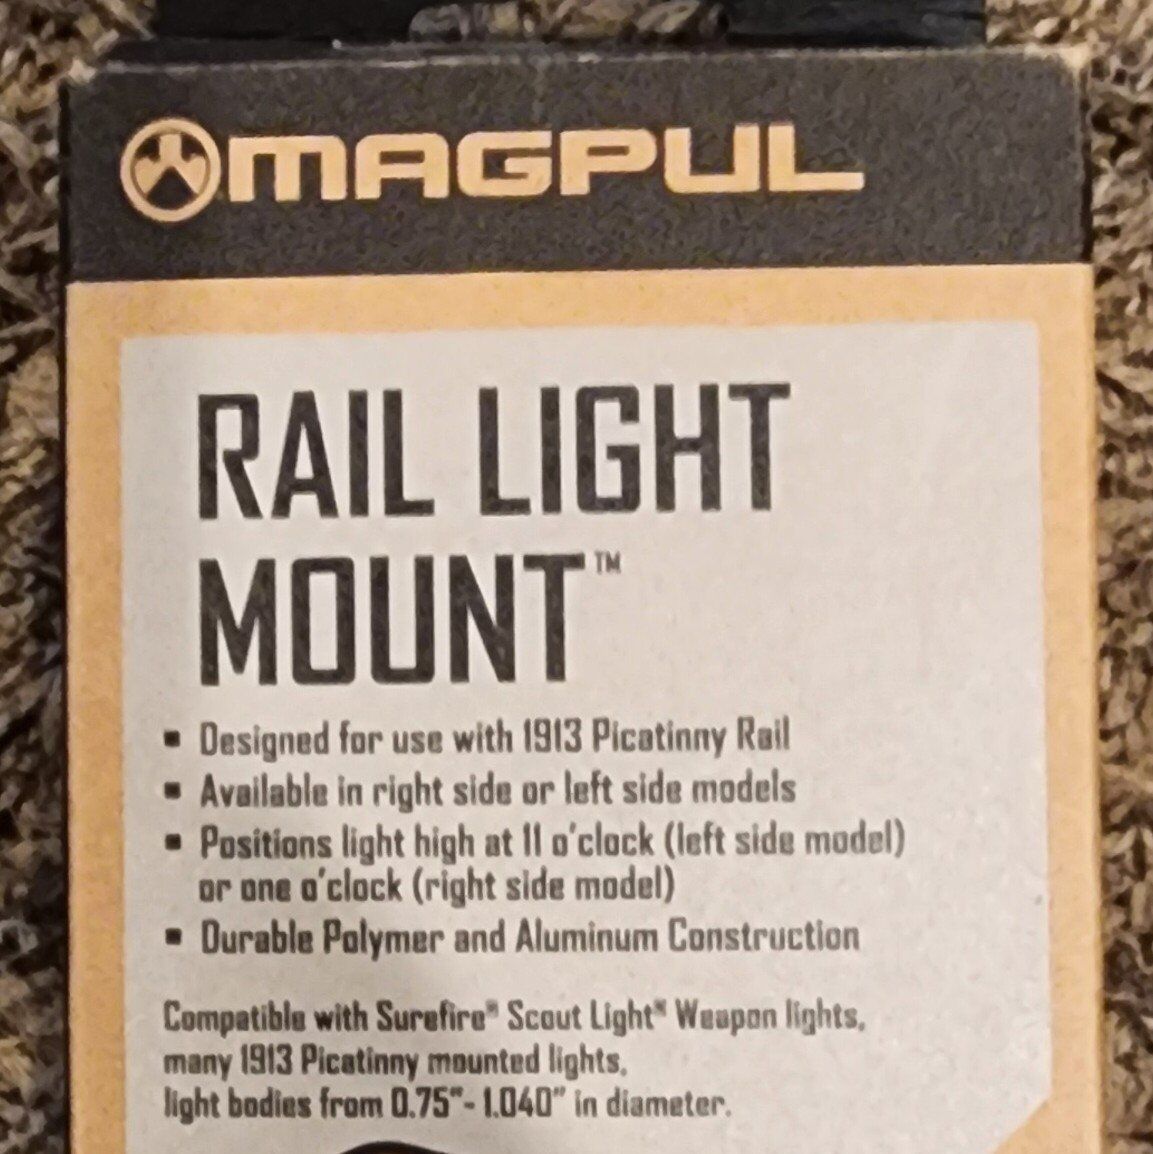 MAGPUL
RAIL LIGHT
MOUNT™
▪ Designed for use with 1913 Picatinny Rail
▪ Available in right side or left side models
▪ Positions light high at 11 o'clock (left side model)
or one o'clock (right side model)
▪ Durable Polymer and Aluminum Construction
Compatible with Surefire® Scout Light® Weapon lights,
many 1913 Picatinny mounted lights,
light bodies from 0.75"- 1.040" in diameter.